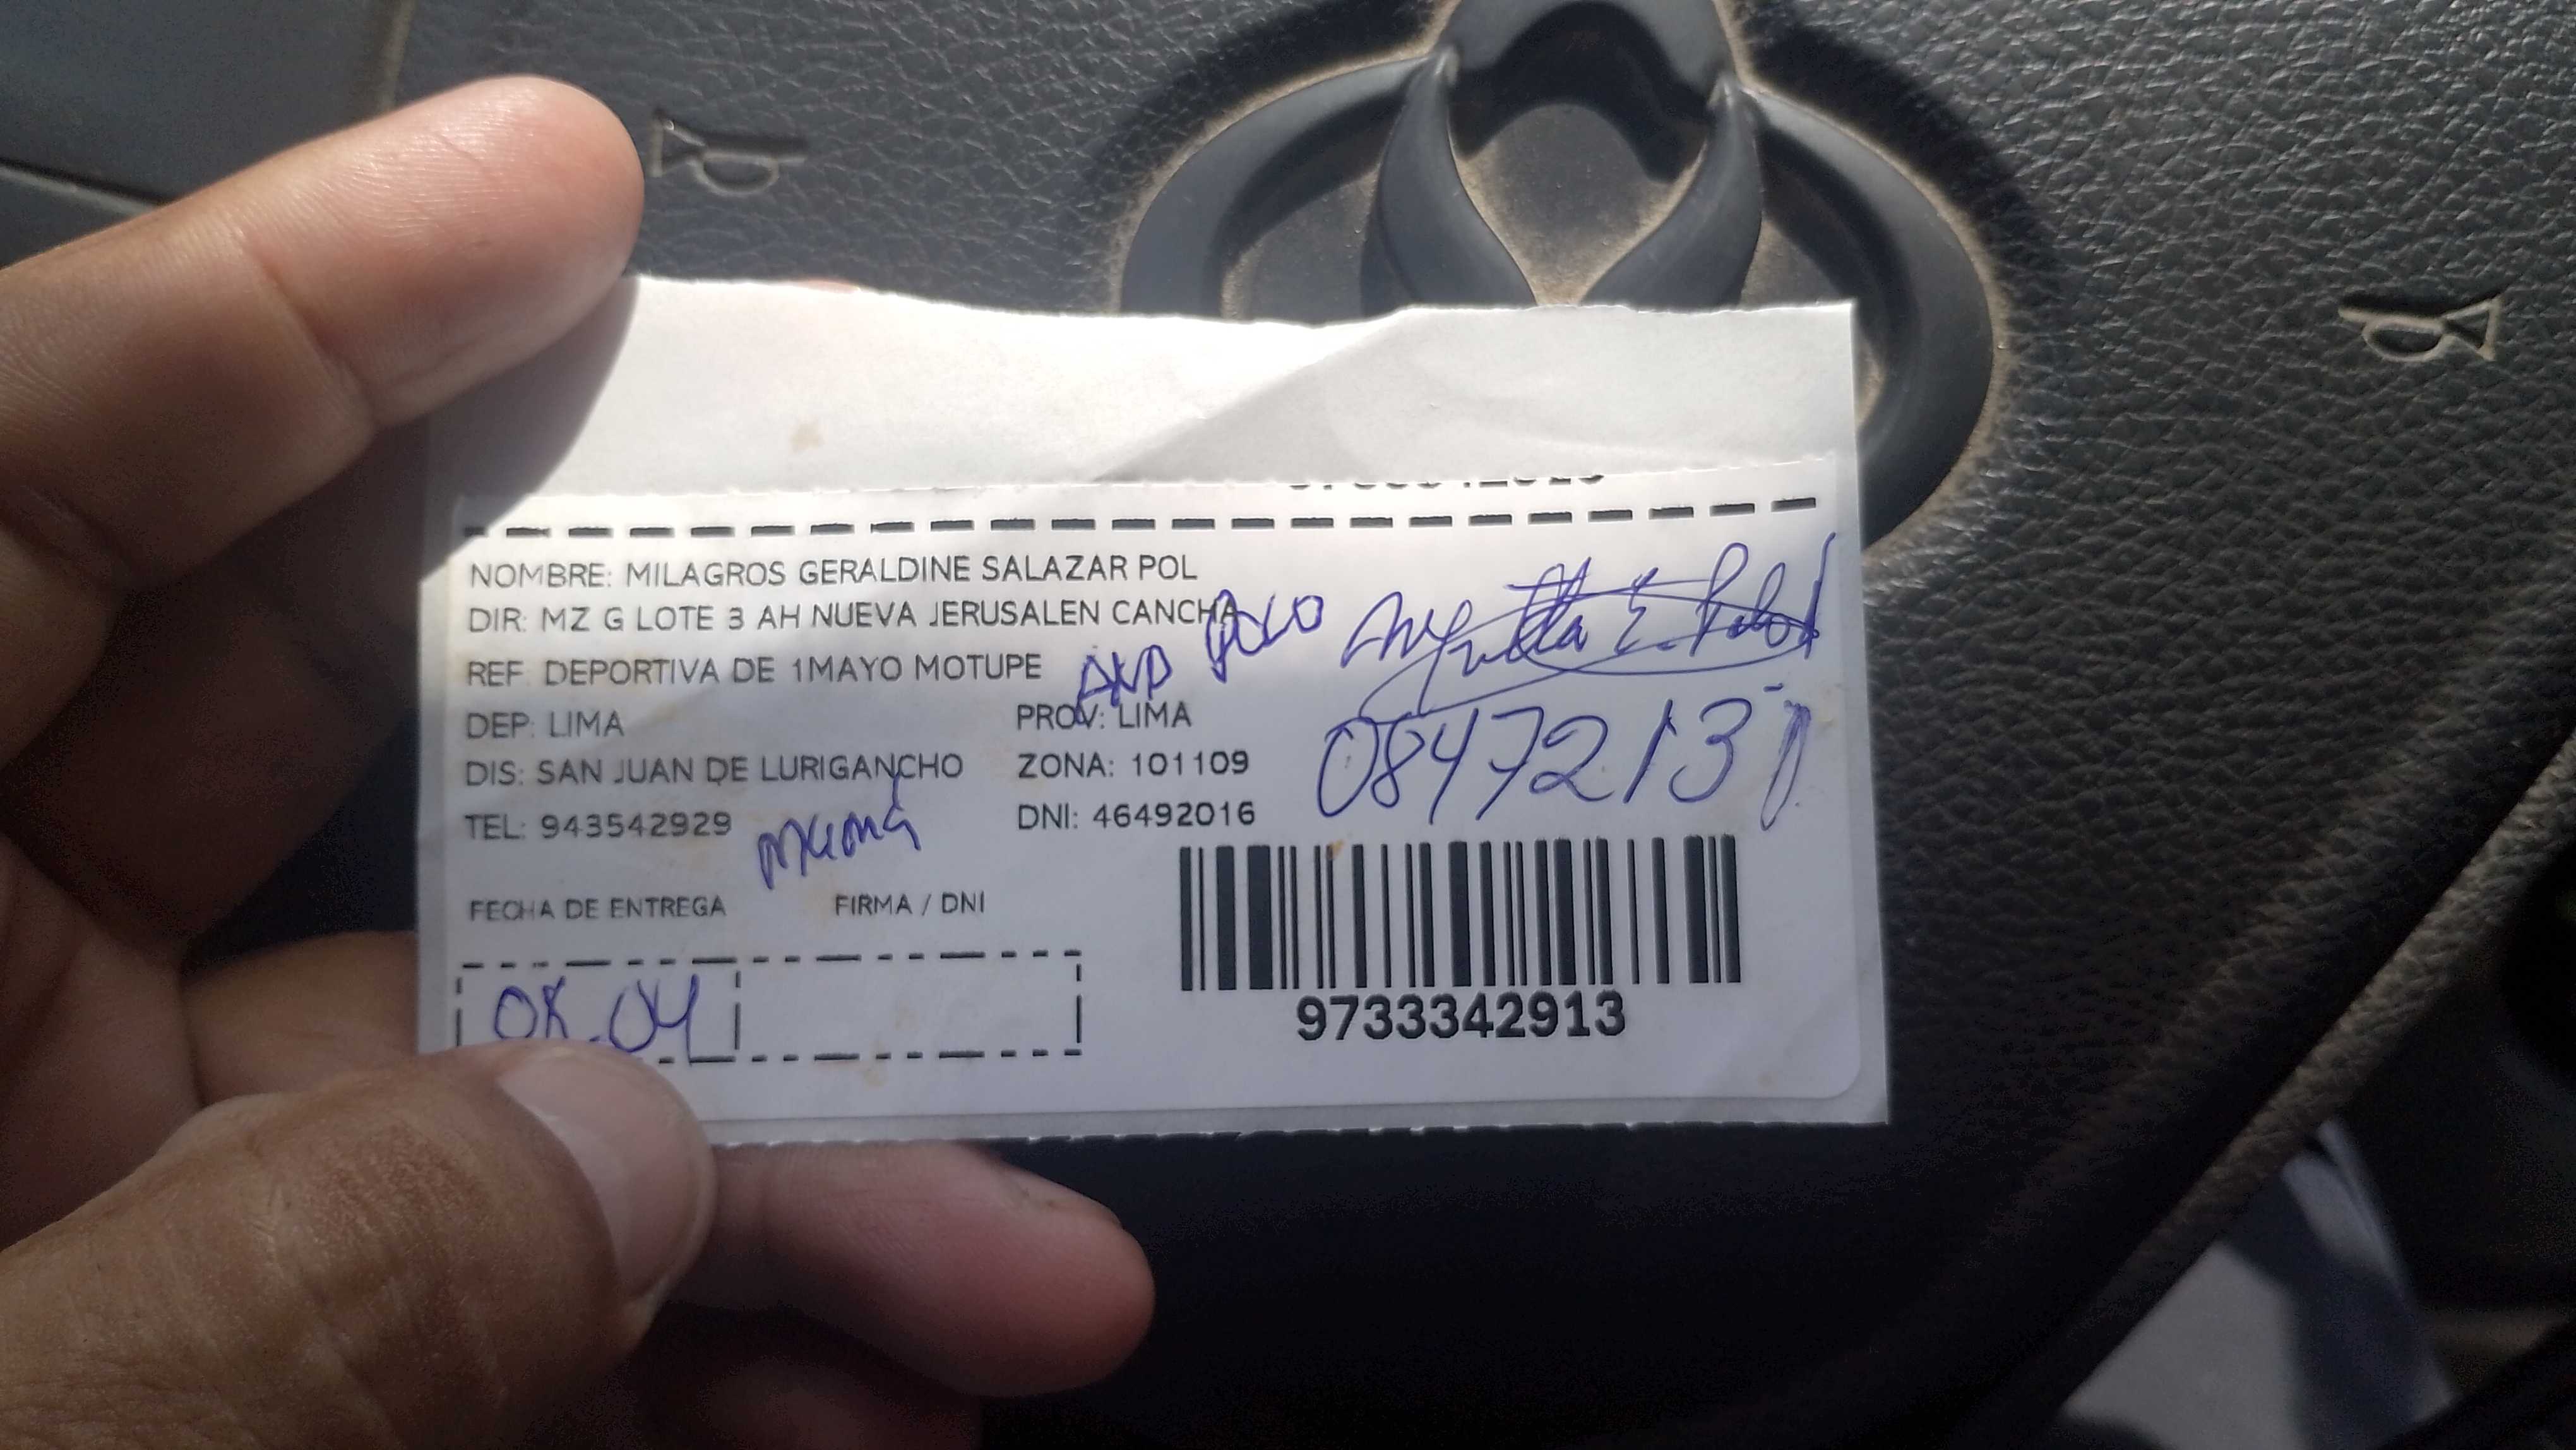 NOMBRE: MILAGROS GERALDINE SALAZAR POL
DIR: MZ G LOTE 3 AH NUEVA JERUSALEN CANCHA
REF: DEPORTIVA DE 1MAYO MOTUPE
DEP: LIMA PROV: LIMA
DIS: SAN JUAN DE LURIGANCHO ZONA: 101109
TEL: 943542929 DNI: 46492016
mamá
FECHA DE ENTREGA FIRMA / DNI
08.04
9733342913